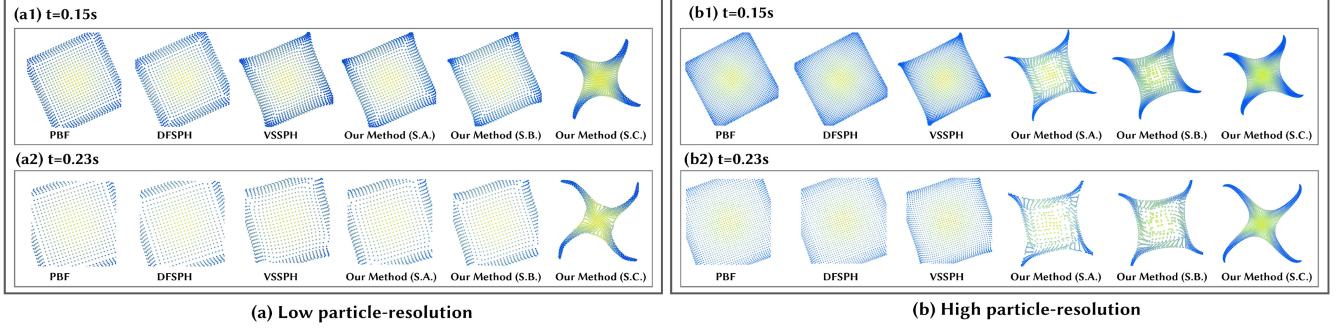 (a1) t=0.15s
PBF DFSPH VSSPH Our Method (S.A.) Our Method (S.B.) Our Method (S.C.)
(a2) t=0.23s
PBF DFSPH VSSPH Our Method (S.A.) Our Method (S.B.) Our Method (S.C.)
(a) Low particle-resolution
(b1) t=0.15s
PBF DFSPH VSSPH Our Method (S.A.) Our Method (S.B.) Our Method (S.C.)
(b2) t=0.23s
PBF DFSPH VSSPH Our Method (S.A.) Our Method (S.B.) Our Method (S.C.)
(b) High particle-resolution